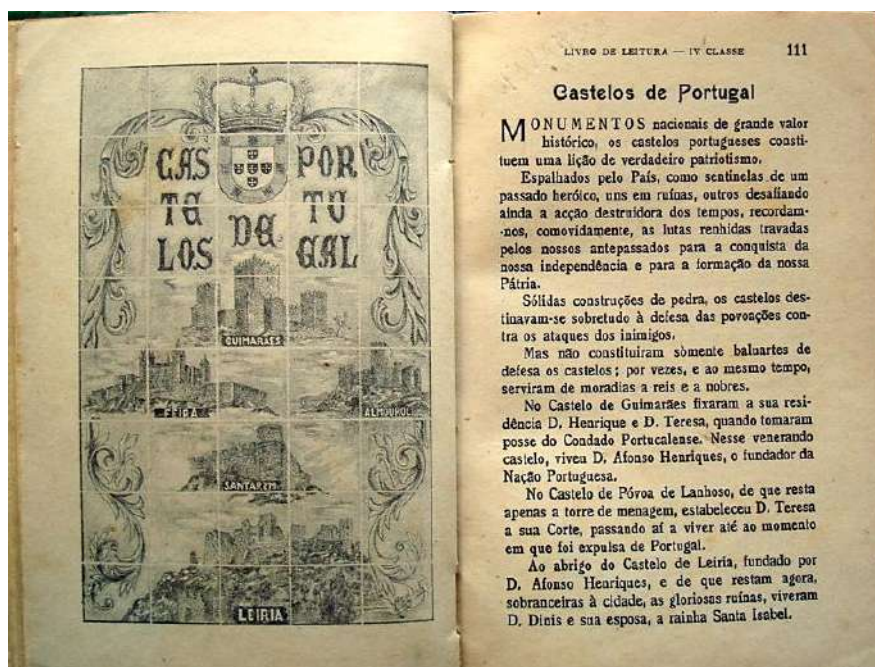 CAS
TE
LOS
DE
POR
TU
GAL
GUIMARÃES
FEIRA
ALMOUROL
SANTAREM
LEIRIA
LIVRO DE LEITURA — IV CLASSE 111
Castelos de Portugal
MONUMENTOS nacionais de grande valor
histórico, os castelos portugueses consti-
tuem uma lição de verdadeiro patriotismo.
Espalhados pelo País, como sentinelas de um
passado heróico, uns em ruínas, outros desafiando
ainda a acção destruidora dos tempos, recordam-
-nos, comovidamente, as lutas renhidas travadas
pelos nossos antepassados para a conquista da
nossa independência e para a formação da nossa
Pátria.
Sólidas construções de pedra, os castelos des-
tinavam-se sobretudo à defesa das povoações con-
tra os ataques dos inimigos.
Mas não constituíram sòmente baluartes de
defesa os castelos; por vezes, e ao mesmo tempo,
serviram de moradias a reis e a nobres.
No Castelo de Guimarães fixaram a sua resi-
dência D. Henrique e D. Teresa, quando tomaram
posse do Condado Portucalense. Nesse venerando
castelo, viveu D. Afonso Henriques, o fundador da
Nação Portuguesa.
No Castelo de Póvoa de Lanhoso, de que resta
apenas a torre de menagem, estabeleceu D. Teresa
a sua Corte, passando aí a viver até ao momento
em que foi expulsa de Portugal.
Ao abrigo do Castelo de Leiria, fundado por
D. Afonso Henriques, e de que restam agora,
sobranceiras à cidade, as gloriosas ruínas, viveram
D. Dinis e sua esposa, a rainha Santa Isabel.